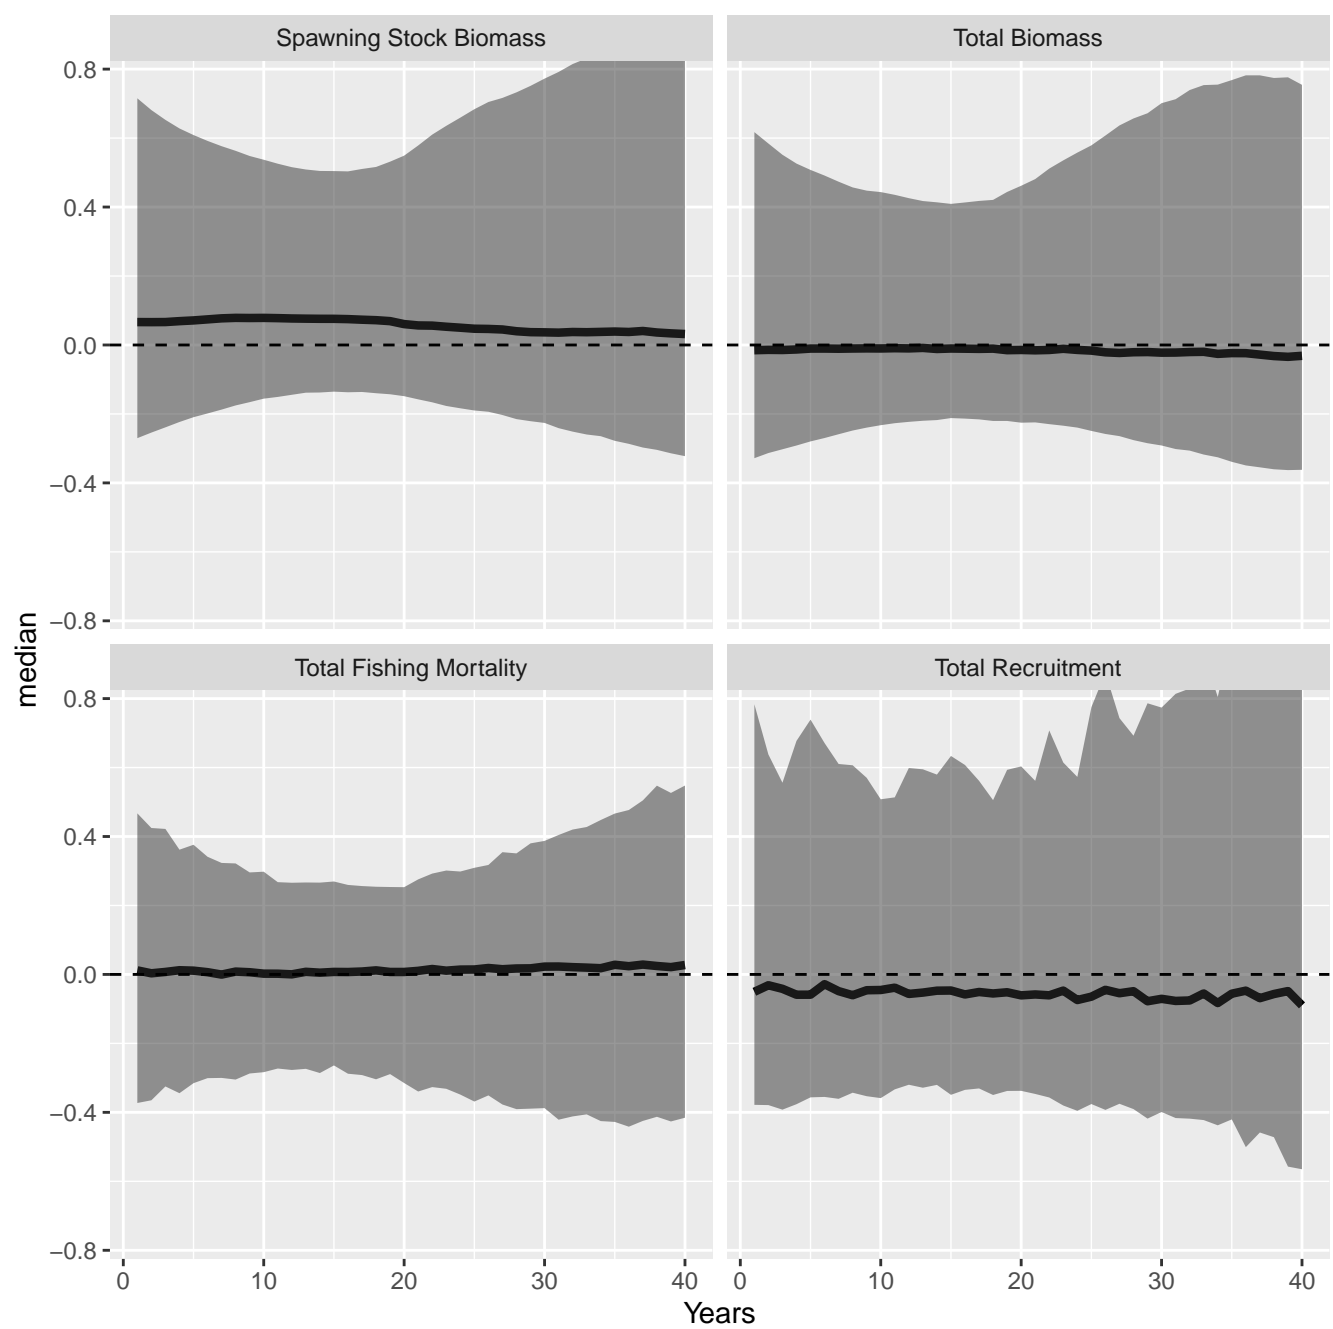 Spawning Stock Biomass
Total Biomass
0.8
0.4
0.0
−0.4
−0.8
median
Total Fishing Mortality
Total Recruitment
0.8
0.4
0.0
−0.4
−0.8
0 10 20 30 40
0 10 20 30 40
Years